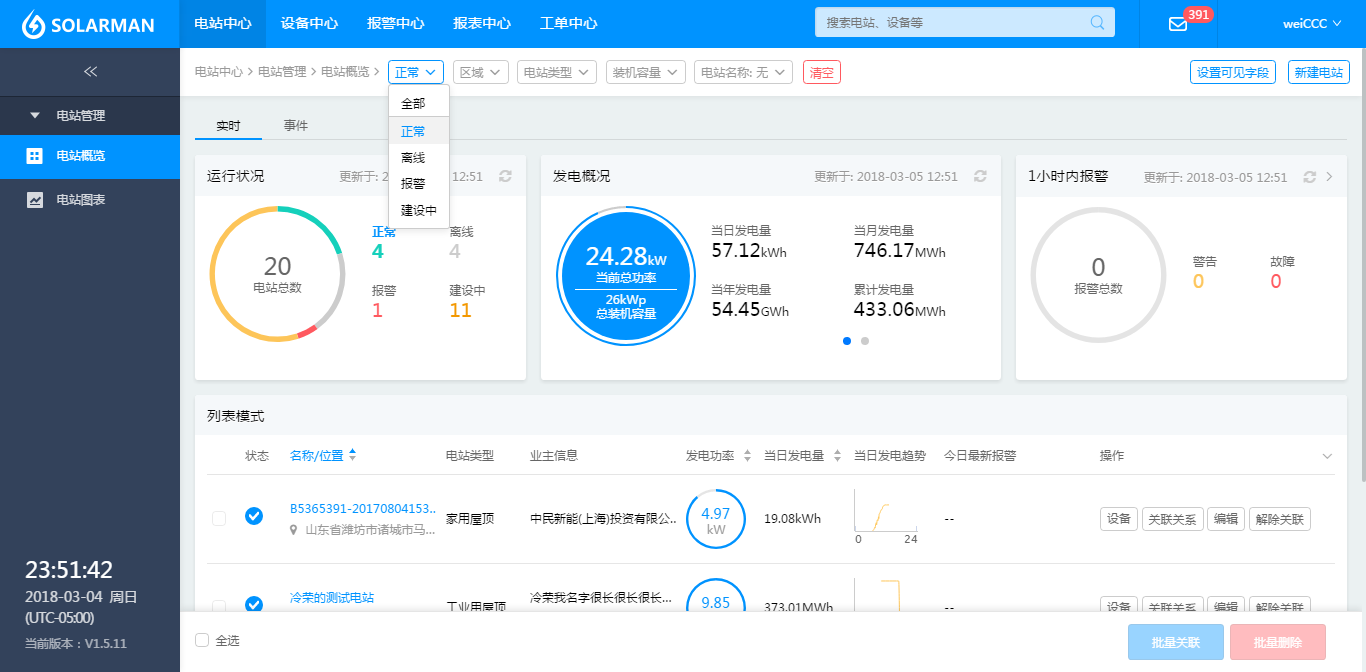 SOLARMAN
电站中心 设备中心 报警中心 报表中心 工单中心
搜索电站、设备等
391
weiCCC
电站管理
电站概览
电站图表
23:51:42
2018-03-04 周日
(UTC-05:00)
当前版本：V1.5.11
电站中心 电站管理 电站概览 正常 区域 电站类型 装机容量 电站名称: 无 清空
设置可见字段 新建电站
全部
正常
离线
报警
建设中
实时 事件
运行状况 更新于: 2 12:51
20
电站总数
正常 离线
4 4
报警 建设中
1 11
发电概况 更新于: 2018-03-05 12:51
24.28kW
当前总功率
26kWp
总装机容量
当日发电量 当月发电量
57.12kWh 746.17MWh
当年发电量 累计发电量
54.45GWh 433.06MWh
1小时内报警 更新于: 2018-03-05 12:51
0
报警总数
警告 故障
0 0
列表模式
状态 名称/位置 电站类型 业主信息 发电功率 当日发电量 当日发电趋势 今日最新报警 操作
B5365391-20170804153..
山东省潍坊市诸城市马...
家用屋顶 中民新能(上海)投资有限公..
4.97
kW
19.08kWh
0 24
--
设备 关联关系 编辑 解除关联
冷荣的测试电站
工业用屋顶 冷荣我名字很长很长很长...
9.85
373.01MWh
--
设备 关联关系 编辑 解除关联
全选
批量关联 批量删除